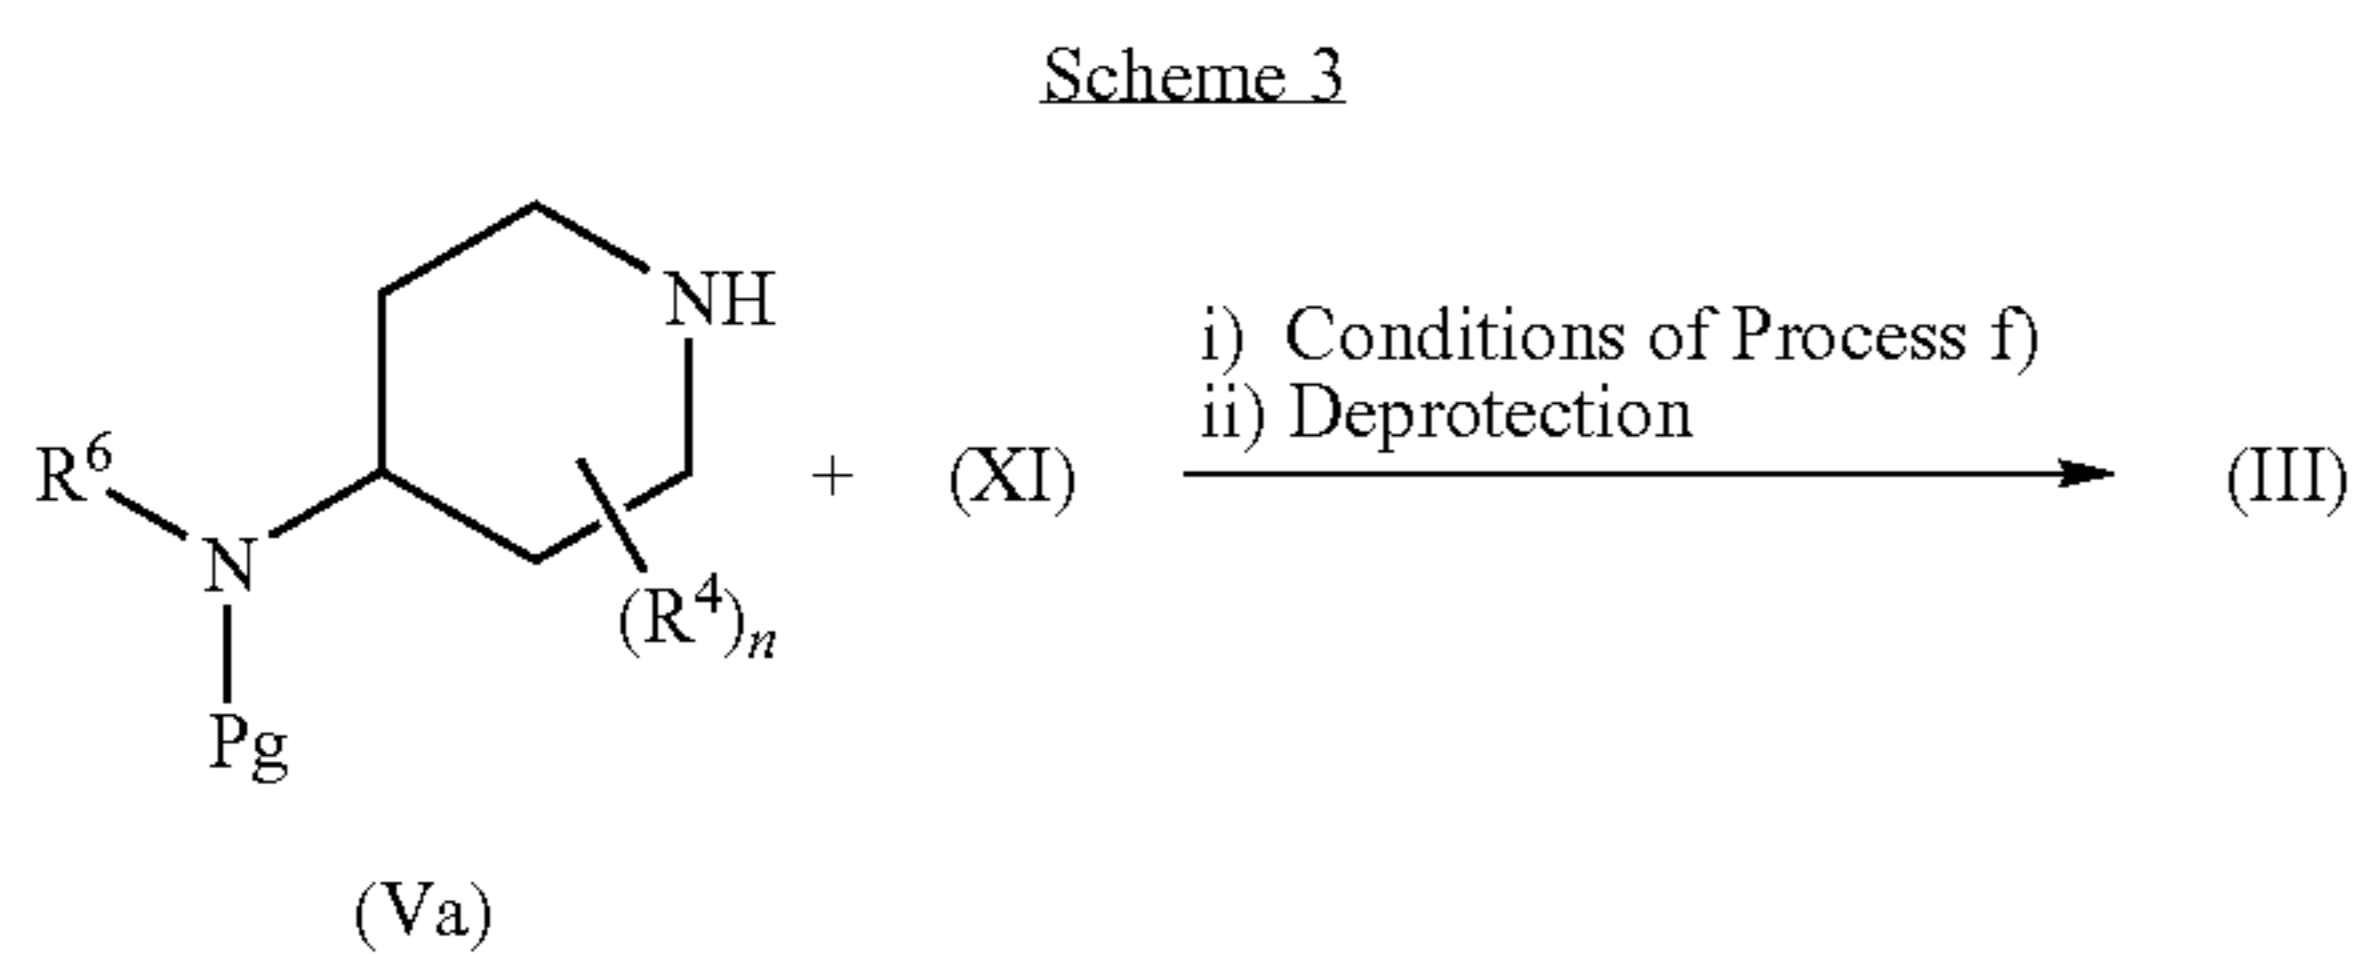 Scheme 3
NH
i) Conditions of Process f)
ii) Deprotection
R⁶
+ (XI)
(III)
N
(R⁴)ₙ
Pg
(Va)